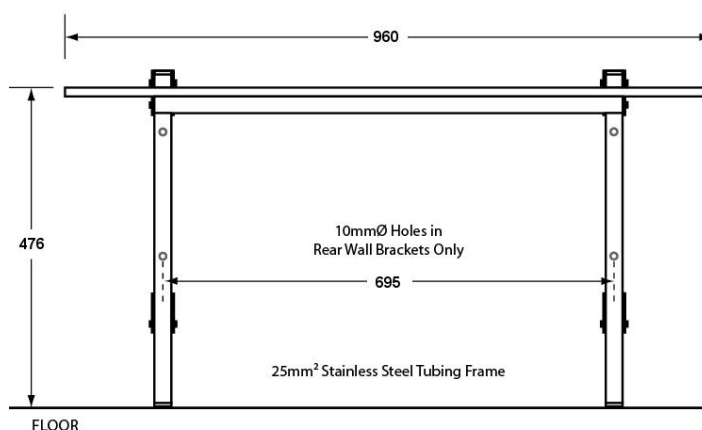 960
476
10mmØ Holes in
Rear Wall Brackets Only
695
25mm² Stainless Steel Tubing Frame
FLOOR